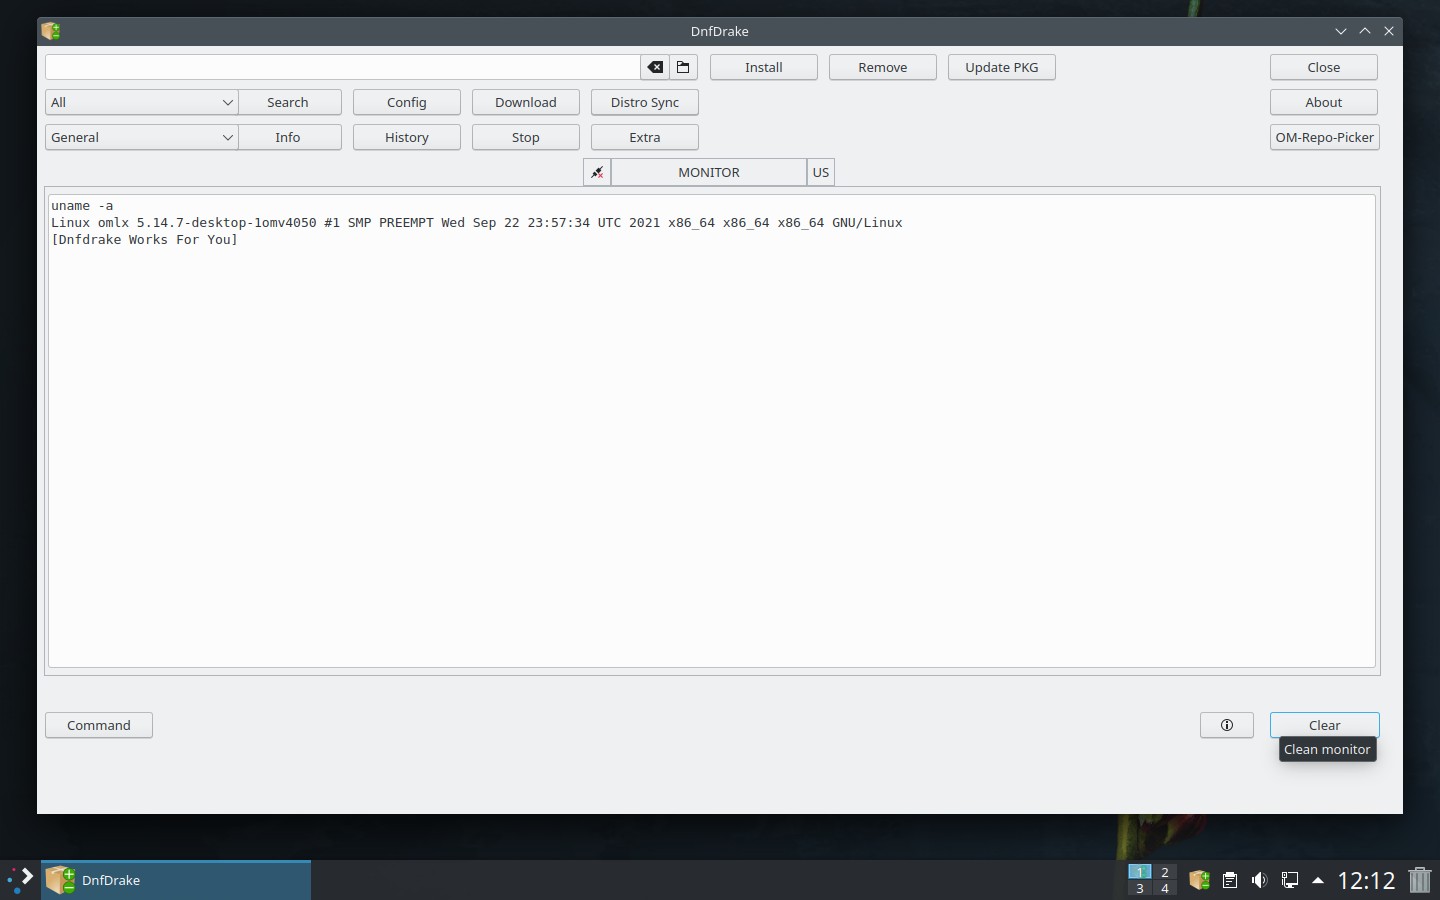 DnfDrake
Install
Remove
Update PKG
Close
All
Search
Config
Download
Distro Sync
About
General
Info
History
Stop
Extra
OM-Repo-Picker
MONITOR
US
uname -a
Linux omlx 5.14.7-desktop-1omv4050 #1 SMP PREEMPT Wed Sep 22 23:57:34 UTC 2021 x86_64 x86_64 x86_64 GNU/Linux
[Dnfdrake Works For You]
Command
Clear
Clean monitor
DnfDrake
1 2
3 4
12:12